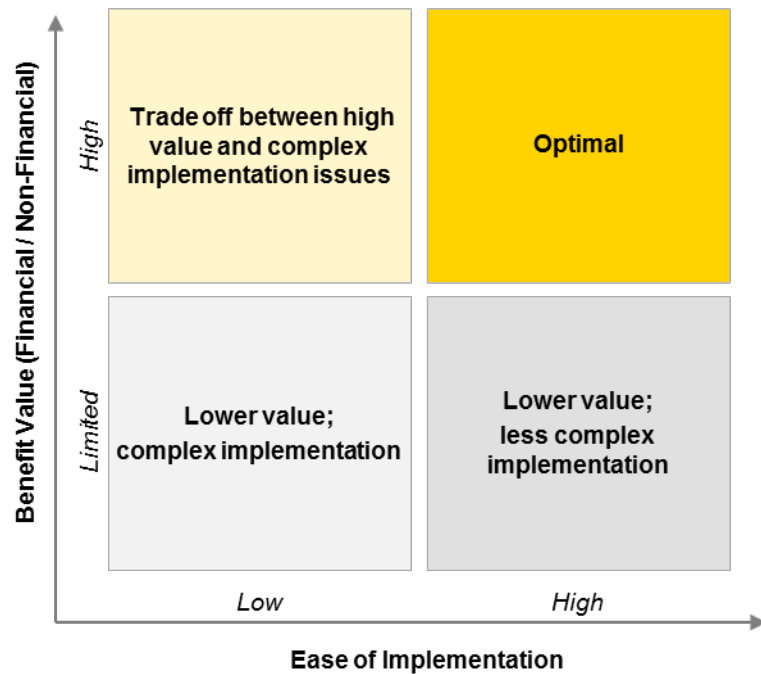 Benefit Value (Financial / Non-Financial)
High
Trade off between high
value and complex
implementation issues
Optimal
Limited
Lower value;
complex implementation
Lower value;
less complex
implementation
Low
High
Ease of Implementation